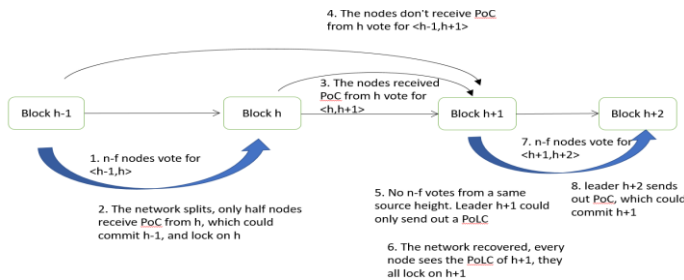 4. The nodes don't receive PoC
from h vote for <h-1,h+1>
3. The nodes received
PoC from h vote for
<h,h+1>
Block h-1
Block h
Block h+1
Block h+2
1. n-f nodes vote for
<h-1,h>
7. n-f nodes vote for
<h+1,h+2>
2. The network splits, only half nodes
receive PoC from h, which could
commit h-1, and lock on h
5. No n-f votes from a same
source height. Leader h+1 could
only send out a PoLC
8. leader h+2 sends
out PoC, which could
commit h+1
6. The network recovered, every
node sees the PoLC of h+1, they
all lock on h+1